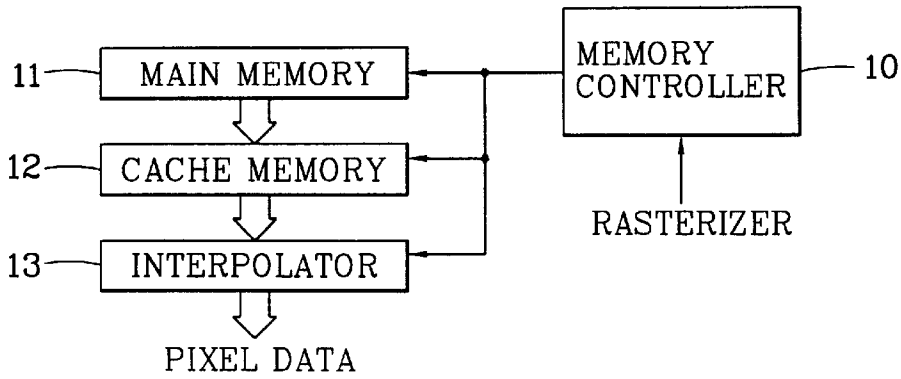 11
MAIN MEMORY
MEMORY
CONTROLLER
10
12
CACHE MEMORY
RASTERIZER
13
INTERPOLATOR
PIXEL DATA